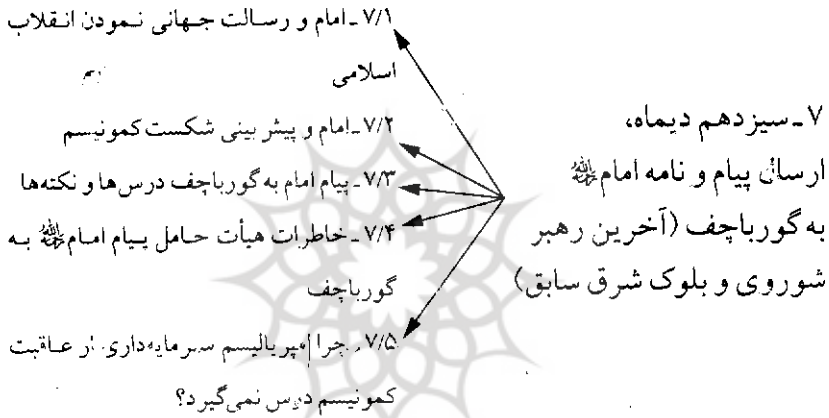 ۷ـ سیزدهم دیماه،
ارسال پیام و نامه امام ﵀
به گورباچف (آخرین رهبر
شوروی و بلوک شرق سابق)
۷/۱ـ امام و رسالت جهانی نمودن انقلاب
اسلامی
۷/۲ـ امام و پیش بینی شکست کمونیسم
۷/۳ـ پیام امام به گورباچف درس‌ها و نکته‌ها
۷/۴ـ خاطرات هیأت حامل پیام امام ﵀ به
گورباچف
۷/۵ـ چرا امپریالیسم سرمایه‌داری از عاقبت
کمونیسم درس نمی‌گیرد؟